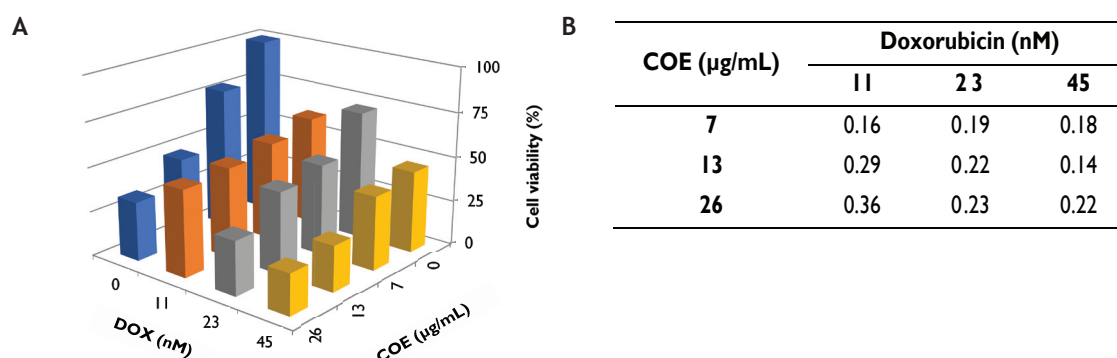 A
100
75
50
25
0
Cell viability (%)
0
11
23
45
DOX (nM)
26
13
7
0
COE (µg/mL)
B
COE (µg/mL) Doxorubicin (nM)
11 2 3 45
7 0.16 0.19 0.18
13 0.29 0.22 0.14
26 0.36 0.23 0.22